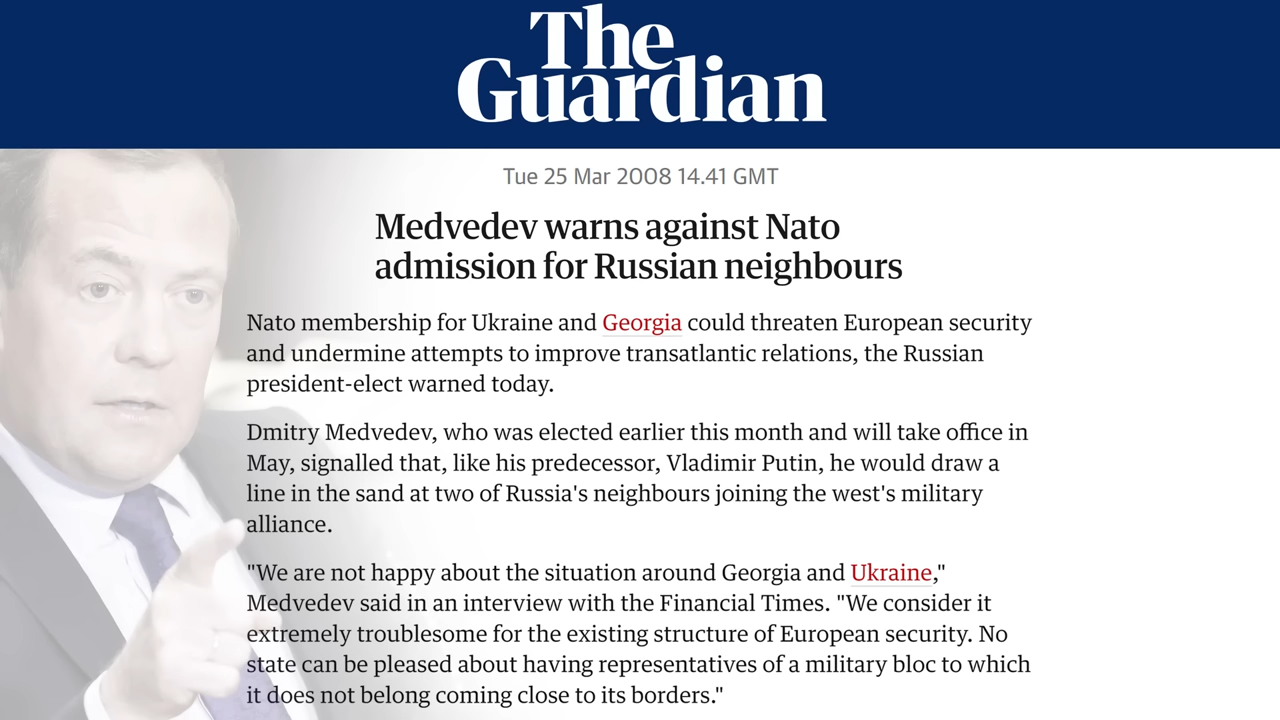 The
Guardian
Tue 25 Mar 2008 14.41 GMT
Medvedev warns against Nato
admission for Russian neighbours
Nato membership for Ukraine and Georgia could threaten European security
and undermine attempts to improve transatlantic relations, the Russian
president-elect warned today.
Dmitry Medvedev, who was elected earlier this month and will take office in
May, signalled that, like his predecessor, Vladimir Putin, he would draw a
line in the sand at two of Russia's neighbours joining the west's military
alliance.
"We are not happy about the situation around Georgia and Ukraine,"
Medvedev said in an interview with the Financial Times. "We consider it
extremely troublesome for the existing structure of European security. No
state can be pleased about having representatives of a military bloc to which
it does not belong coming close to its borders."